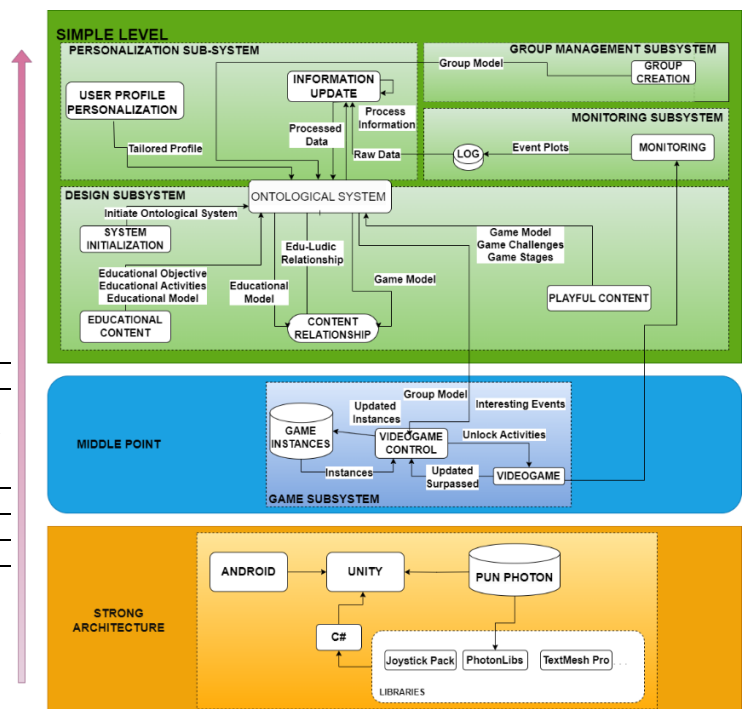 SIMPLE LEVEL
PERSONALIZATION SUB-SYSTEM
USER PROFILE
PERSONALIZATION
INFORMATION
UPDATE
Process
Information
Processed
Data
Tailored Profile
Raw Data
GROUP MANAGEMENT SUBSYSTEM
Group Model
GROUP
CREATION
MONITORING SUBSYSTEM
LOG
Event Plots
MONITORING
DESIGN SUBSYSTEM
ONTOLOGICAL SYSTEM
Initiate Ontological System
SYSTEM
INITIALIZATION
Edu-Ludic
Relationship
Game Model
Game Challenges
Game Stages
Educational Objective
Educational Activities
Educational Model
Educational
Model
Game Model
PLAYFUL CONTENT
EDUCATIONAL
CONTENT
CONTENT
RELATIONSHIP
MIDDLE POINT
Group Model
Interesting Events
Updated
Instances
GAME
INSTANCES
VIDEOGAME
CONTROL
Unlock Activities
Instances
Updated
Surpassed
VIDEOGAME
GAME SUBSYSTEM
STRONG
ARCHITECTURE
ANDROID
UNITY
PUN PHOTON
C#
Joystick Pack
PhotonLibs
TextMesh Pro . . .
LIBRARIES